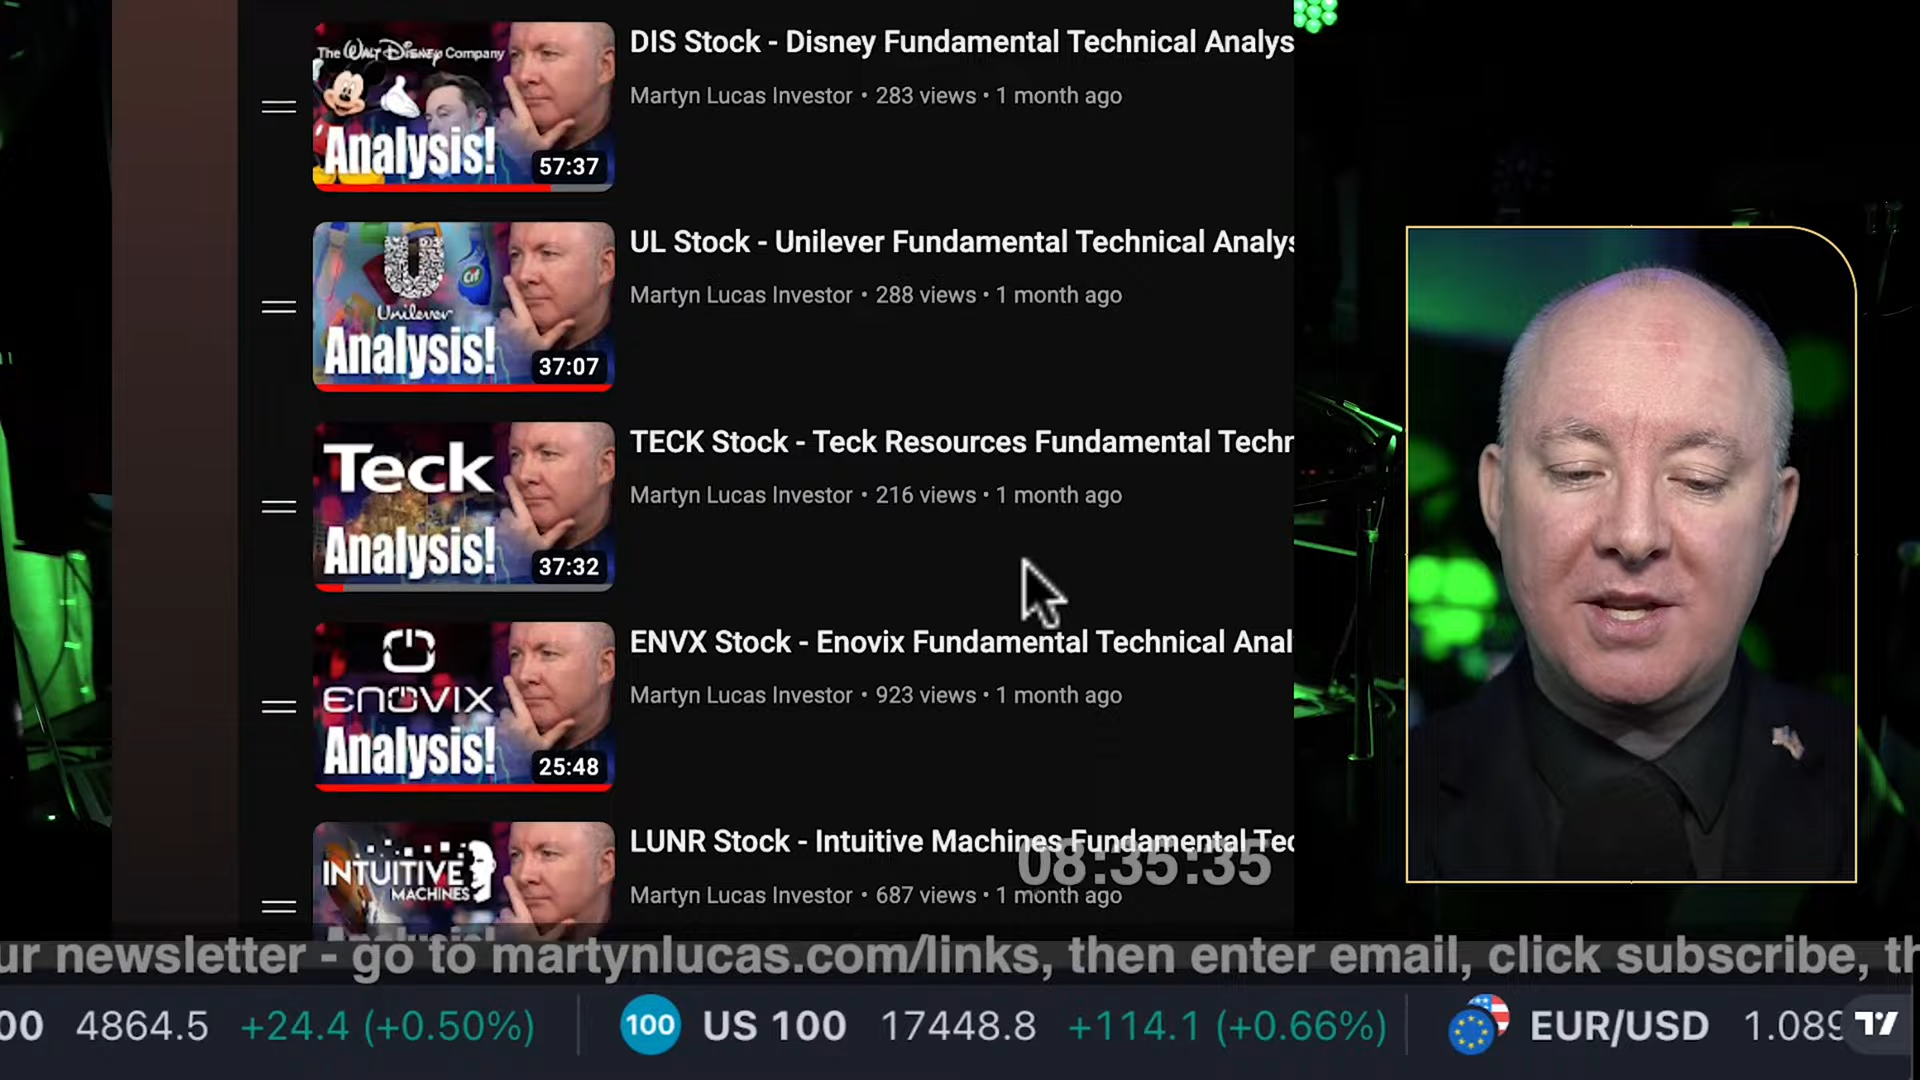 The WALT DISNEY Company
Analysis!
57:37
DIS Stock - Disney Fundamental Technical Analys
Martyn Lucas Investor • 283 views • 1 month ago
Cif
Unilever
Analysis!
37:07
UL Stock - Unilever Fundamental Technical Analys
Martyn Lucas Investor • 288 views • 1 month ago
Teck
Analysis!
37:32
TECK Stock - Teck Resources Fundamental Techn
Martyn Lucas Investor • 216 views • 1 month ago
ENOVIX
Analysis!
25:48
ENVX Stock - Enovix Fundamental Technical Anal
Martyn Lucas Investor • 923 views • 1 month ago
INTUITIVE
MACHINES
LUNR Stock - Intuitive Machines Fundamental Tec
Martyn Lucas Investor • 687 views • 1 month ago
08:35:35
ur newsletter - go to martynlucas.com/links, then enter email, click subscribe, th
00 4864.5 +24.4 (+0.50%) 100 US 100 17448.8 +114.1 (+0.66%) EUR/USD 1.089